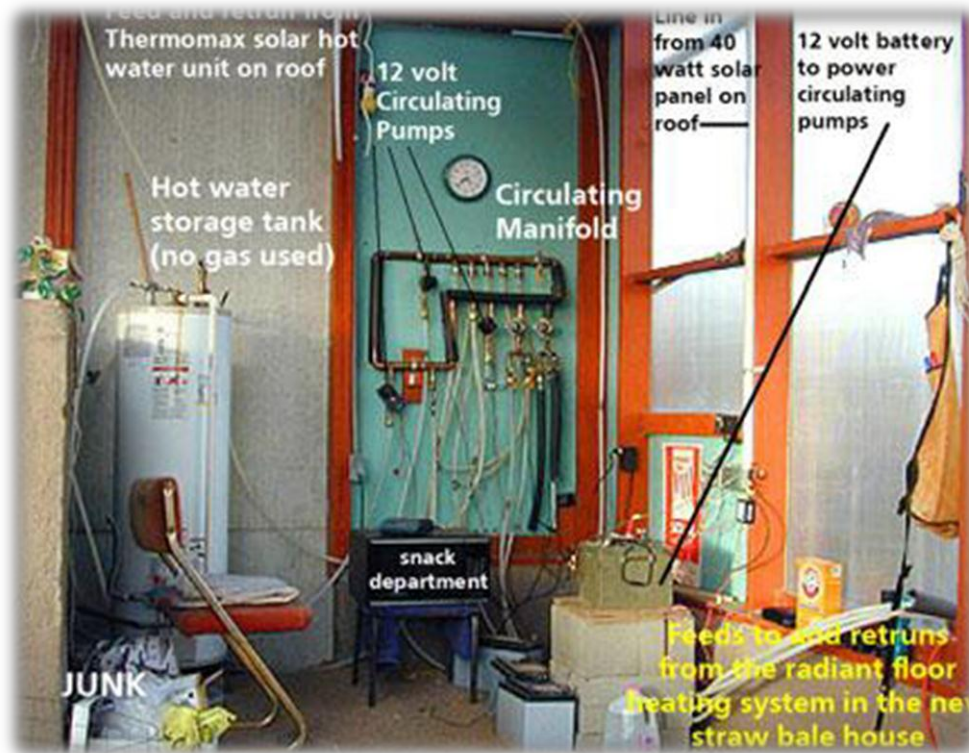 Feed and retrun from
Thermomax solar hot
water unit on roof
12 volt
Circulating
Pumps
Line in
from 40
watt solar
panel on
roof
12 volt battery
to power
circulating
pumps
Hot water
storage tank
(no gas used)
Circulating
Manifold
snack
department
JUNK
Feeds to and retruns
from the radiant floor
heating system in the new
straw bale house